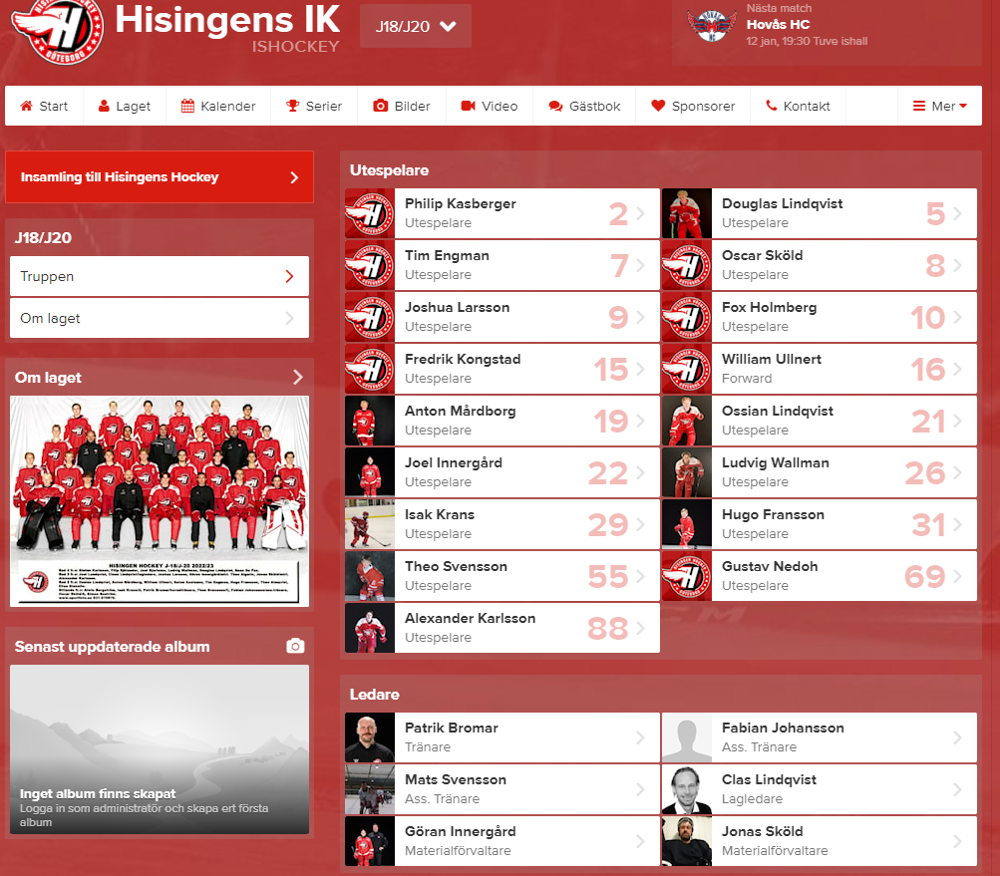 Hisingens IK
ISHOCKEY
J18/J20
Nästa match
Hovås HC
12 jan, 19:30 Tuve ishall
Start
Laget
Kalender
Serier
Bilder
Video
Gästbok
Sponsorer
Kontakt
Mer
Insamling till Hisingens Hockey
J18/J20
Truppen
Om laget
Om laget
HISINGEN HOCKEY J-18/J-20 2022/23
Senast uppdaterade album
Inget album finns skapat
Logga in som administratör och skapa ert första
album
Utespelare
Philip Kasberger
Utespelare
2
Douglas Lindqvist
Utespelare
5
Tim Engman
Utespelare
7
Oscar Sköld
Utespelare
8
Joshua Larsson
Utespelare
9
Fox Holmberg
Utespelare
10
Fredrik Kongstad
Utespelare
15
William Ullnert
Forward
16
Anton Mårdborg
Utespelare
19
Ossian Lindqvist
Utespelare
21
Joel Innergård
Utespelare
22
Ludvig Wallman
Utespelare
26
Isak Krans
Utespelare
29
Hugo Fransson
Utespelare
31
Theo Svensson
Utespelare
55
Gustav Nedoh
Utespelare
69
Alexander Karlsson
Utespelare
88
Ledare
Patrik Bromar
Tränare
Fabian Johansson
Ass. Tränare
Mats Svensson
Ass. Tränare
Clas Lindqvist
Lagledare
Göran Innergård
Materialförvaltare
Jonas Sköld
Materialförvaltare